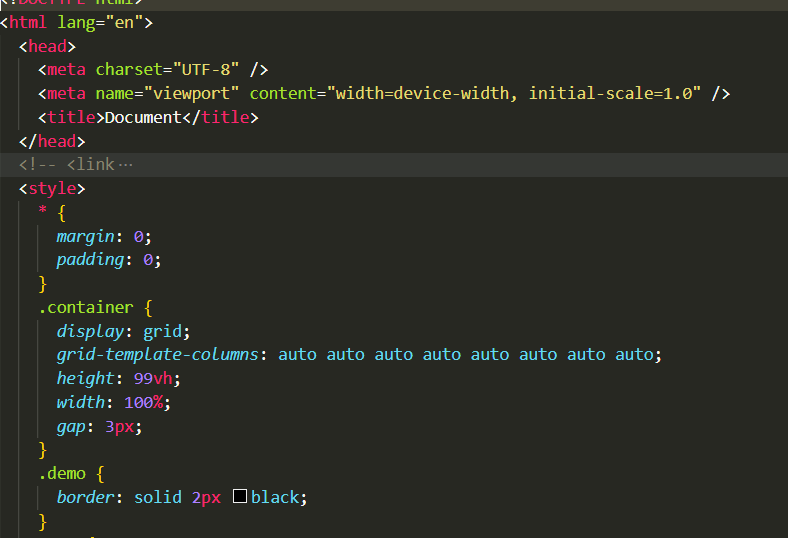 <!DOCTYPE html>
<html lang="en">
<head>
<meta charset="UTF-8" />
<meta name="viewport" content="width=device-width, initial-scale=1.0" />
<title>Document</title>
</head>
<!-- <link…
<style>
* {
margin: 0;
padding: 0;
}
.container {
display: grid;
grid-template-columns: auto auto auto auto auto auto auto auto;
height: 99vh;
width: 100%;
gap: 3px;
}
.demo {
border: solid 2px black;
}